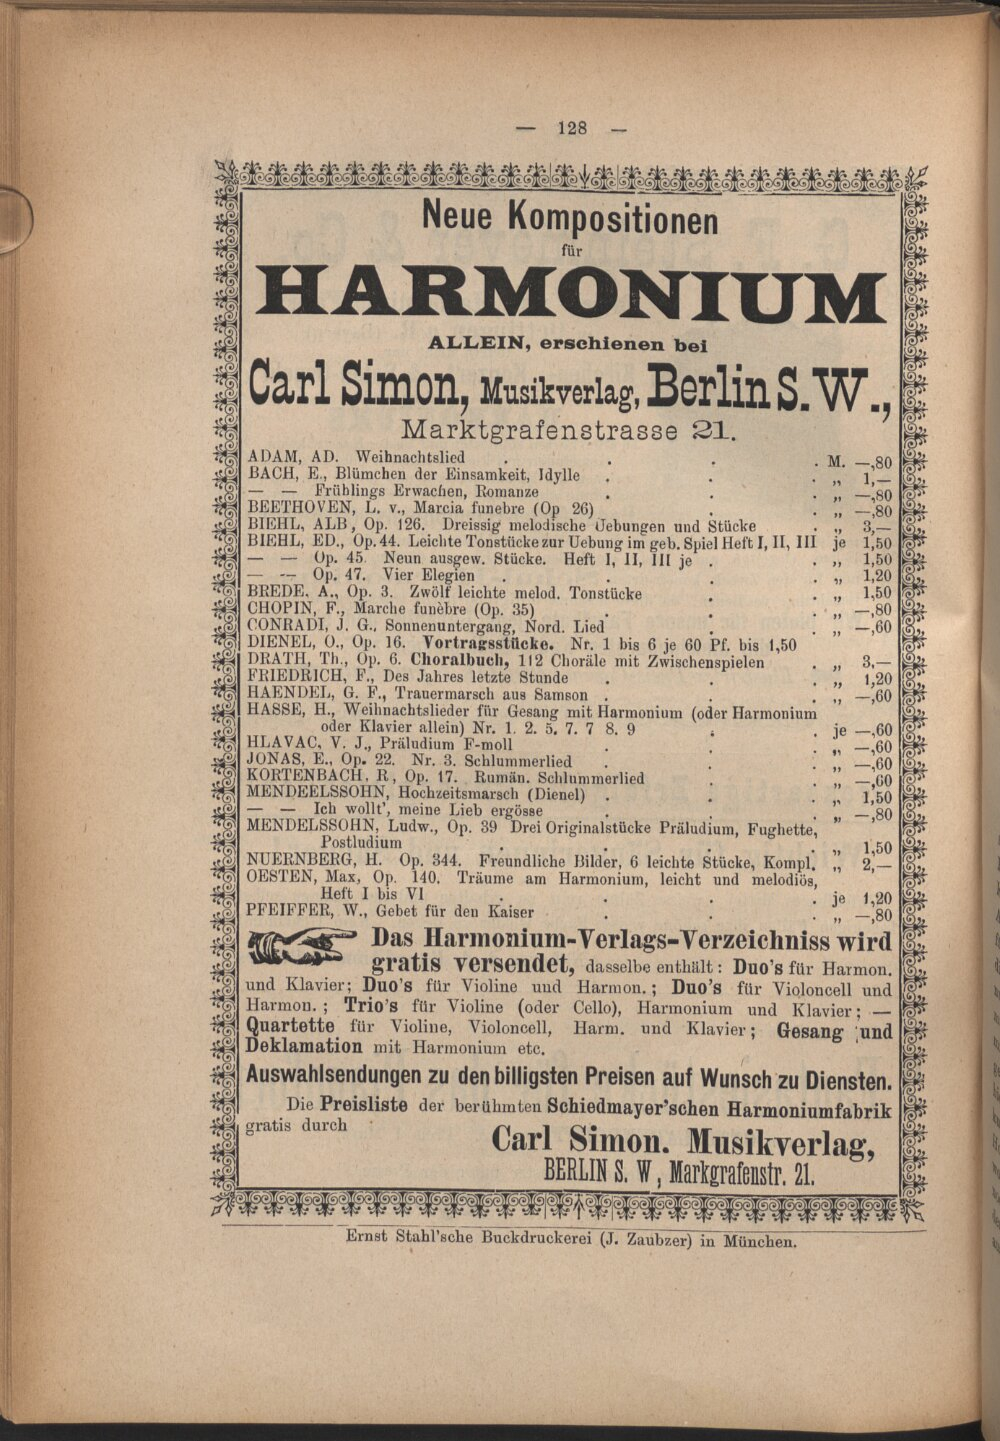 — 128 —
Neue Kompositionen
für
HARMONIUM
ALLEIN, erschienen bei
Carl Simon, Musikverlag, Berlin S. W.,
Marktgrafenstrasse 21.
ADAM, AD. Weihnachtslied . . . . M. —,80
BACH, E., Blümchen der Einsamkeit, Idylle . . . „ 1,—
— — Frühlings Erwachen, Romanze . . . „ —,80
BEETHOVEN, L. v., Marcia funebre (Op 26) . . „ —,80
BIEHL, ALB, Op. 126. Dreissig melodische Uebungen und Stücke . „ 3,—
BIEHL, ED., Op. 44. Leichte Tonstücke zur Uebung im geb. Spiel Heft I, II, III je 1,50
— — Op. 45. Neun ausgew. Stücke. Heft I, II, III je . . „ 1,50
— — Op. 47. Vier Elegien . . . . „ 1,20
BREDE, A., Op. 3. Zwölf leichte melod. Tonstücke . . „ 1,50
CHOPIN, F., Marche funèbre (Op. 35) . . . „ —,80
CONRADI, J. G., Sonnenuntergang, Nord. Lied . . „ —,60
DIENEL, O., Op. 16. Vortragsstücke. Nr. 1 bis 6 je 60 Pf. bis 1,50
DRATH, Th., Op. 6. Choralbuch, 112 Choräle mit Zwischenspielen . „ 3,—
FRIEDRICH, F., Des Jahres letzte Stunde . . . „ 1,20
HAENDEL, G. F., Trauermarsch aus Samson . . . „ —,60
HASSE, H., Weihnachtslieder für Gesang mit Harmonium (oder Harmonium
oder Klavier allein) Nr. 1. 2. 5. 7. 7 8. 9 . . je —,60
HLAVAC, V. J., Präludium F-moll . . . „ —,60
JONAS, E., Op. 22. Nr. 3. Schlummerlied . . . „ —,60
KORTENBACH, R, Op. 17. Rumän. Schlummerlied . . „ —,60
MENDEELSSOHN, Hochzeitsmarsch (Dienel) . . . „ 1,50
— — Ich wollt', meine Lieb ergösse . . . „ —,80
MENDELSSOHN, Ludw., Op. 39 Drei Originalstücke Präludium, Fughette,
Postludium . . . . „ 1,50
NUERNBERG, H. Op. 344. Freundliche Bilder, 6 leichte Stücke, Kompl. „ 2,—
OESTEN, Max, Op. 140. Träume am Harmonium, leicht und melodiös,
Heft I bis VI . . . . je 1,20
PFEIFFER, W., Gebet für den Kaiser . . . „ —,80
Das Harmonium-Verlags-Verzeichniss wird
gratis versendet, dasselbe enthält: Duo's für Harmon.
und Klavier; Duo's für Violine und Harmon.; Duo's für Violoncell und
Harmon.; Trio's für Violine (oder Cello), Harmonium und Klavier; —
Quartette für Violine, Violoncell, Harm. und Klavier; Gesang und
Deklamation mit Harmonium etc.
Auswahlsendungen zu den billigsten Preisen auf Wunsch zu Diensten.
Die Preisliste der berühmten Schiedmayer'schen Harmoniumfabrik
gratis durch
Carl Simon. Musikverlag,
BERLIN S. W, Markgrafenstr. 21.
Ernst Stahl'sche Buckdruckerei (J. Zaubzer) in München.